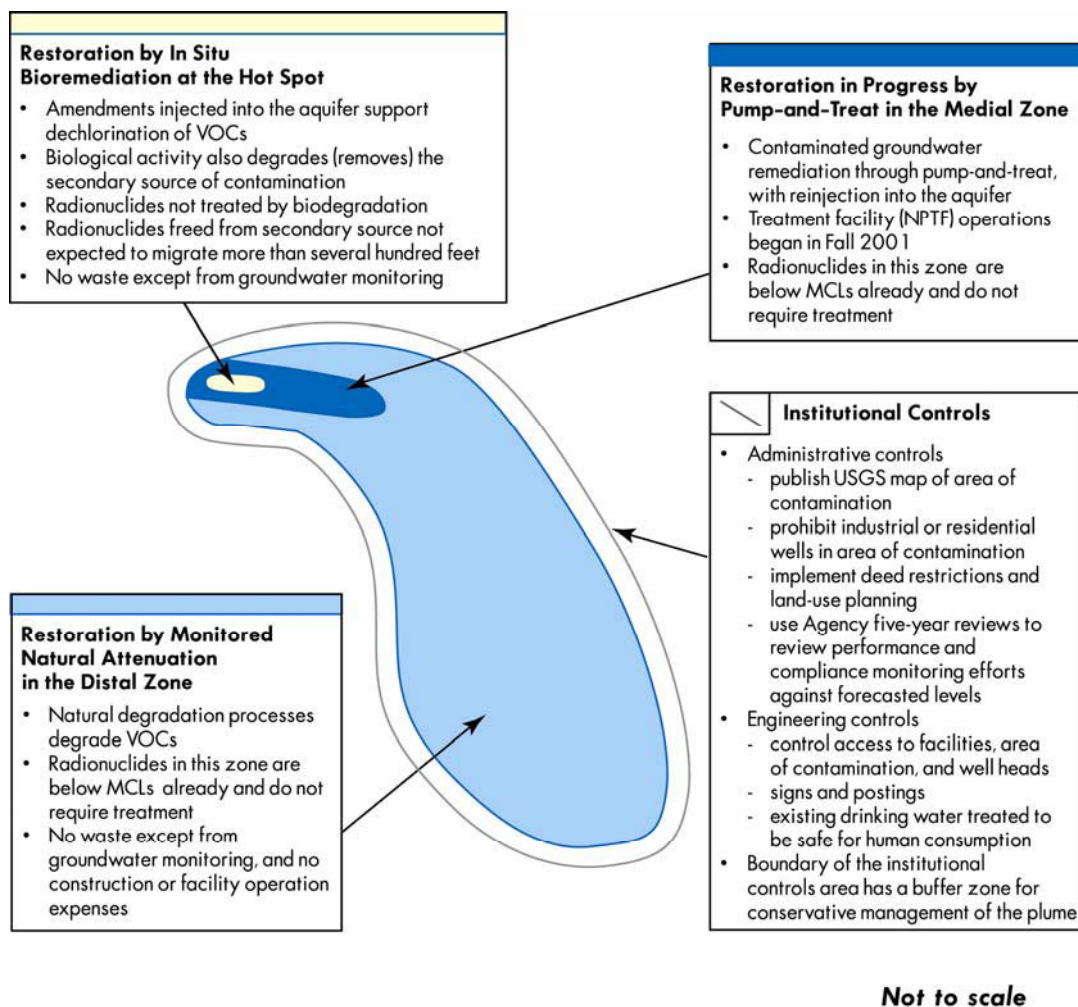 Restoration by In Situ
Bioremediation at the Hot Spot
• Amendments injected into the aquifer support
dechlorination of VOCs
• Biological activity also degrades (removes) the
secondary source of contamination
• Radionuclides not treated by biodegradation
• Radionuclides freed from secondary source not
expected to migrate more than several hundred feet
• No waste except from groundwater monitoring
Restoration in Progress by
Pump-and-Treat in the Medial Zone
• Contaminated groundwater
remediation through pump-and-treat,
with reinjection into the aquifer
• Treatment facility (NPTF) operations
began in Fall 2001
• Radionuclides in this zone are
below MCLs already and do not
require treatment
Institutional Controls
• Administrative controls
- publish USGS map of area of
contamination
- prohibit industrial or residential
wells in area of contamination
- implement deed restrictions and
land-use planning
- use Agency five-year reviews to
review performance and
compliance monitoring efforts
against forecasted levels
• Engineering controls
- control access to facilities, area
of contamination, and well heads
- signs and postings
- existing drinking water treated to
be safe for human consumption
• Boundary of the institutional
controls area has a buffer zone for
conservative management of the plume
Restoration by Monitored
Natural Attenuation
in the Distal Zone
• Natural degradation processes
degrade VOCs
• Radionuclides in this zone are
below MCLs already and do not
require treatment
• No waste except from
groundwater monitoring, and no
construction or facility operation
expenses
Not to scale